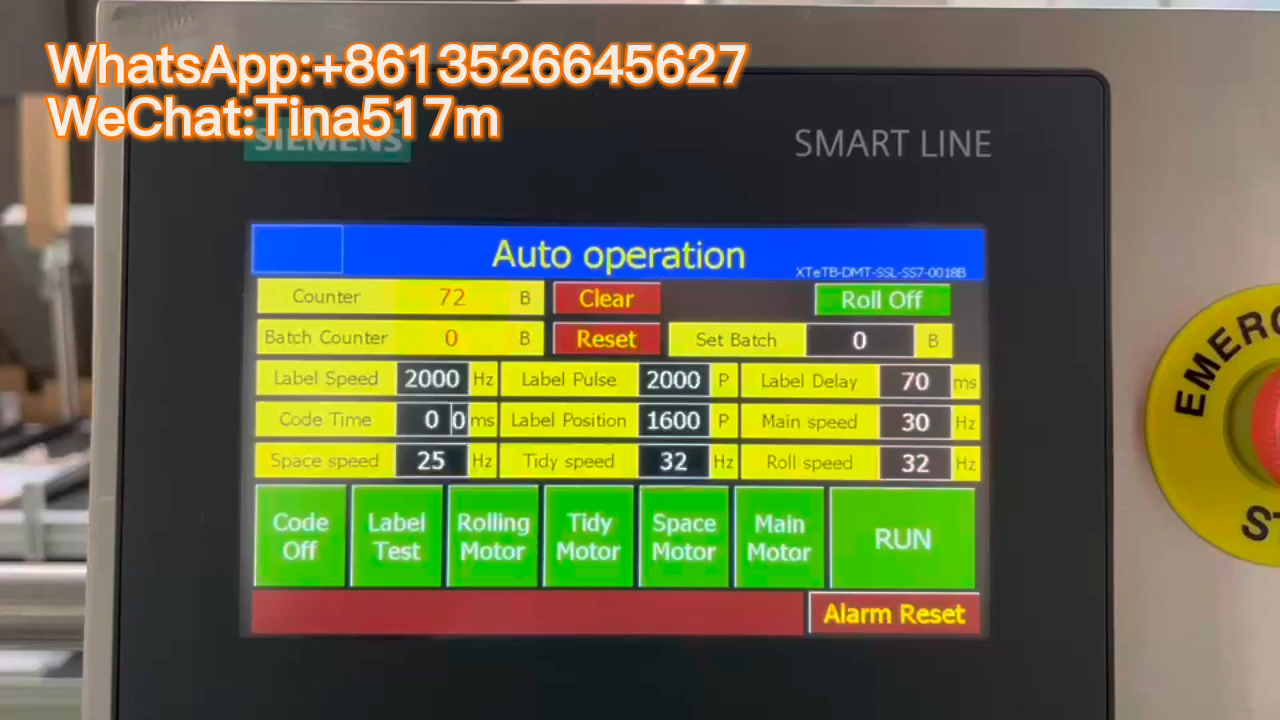 WhatsApp:+8613526645627
WeChat:Tina517m
SIEMENS
SMART LINE
Auto operation
XTeTB-DMT-SSL-SS7-0018B
Counter 72 B Clear Roll Off
Batch Counter 0 B Reset Set Batch 0 B
Label Speed 2000 Hz Label Pulse 2000 P Label Delay 70 ms
Code Time 0 0 ms Label Position 1600 P Main speed 30 Hz
Space speed 25 Hz Tidy speed 32 Hz Roll speed 32 Hz
Code Off
Label Test
Rolling Motor
Tidy Motor
Space Motor
Main Motor
RUN
Alarm Reset